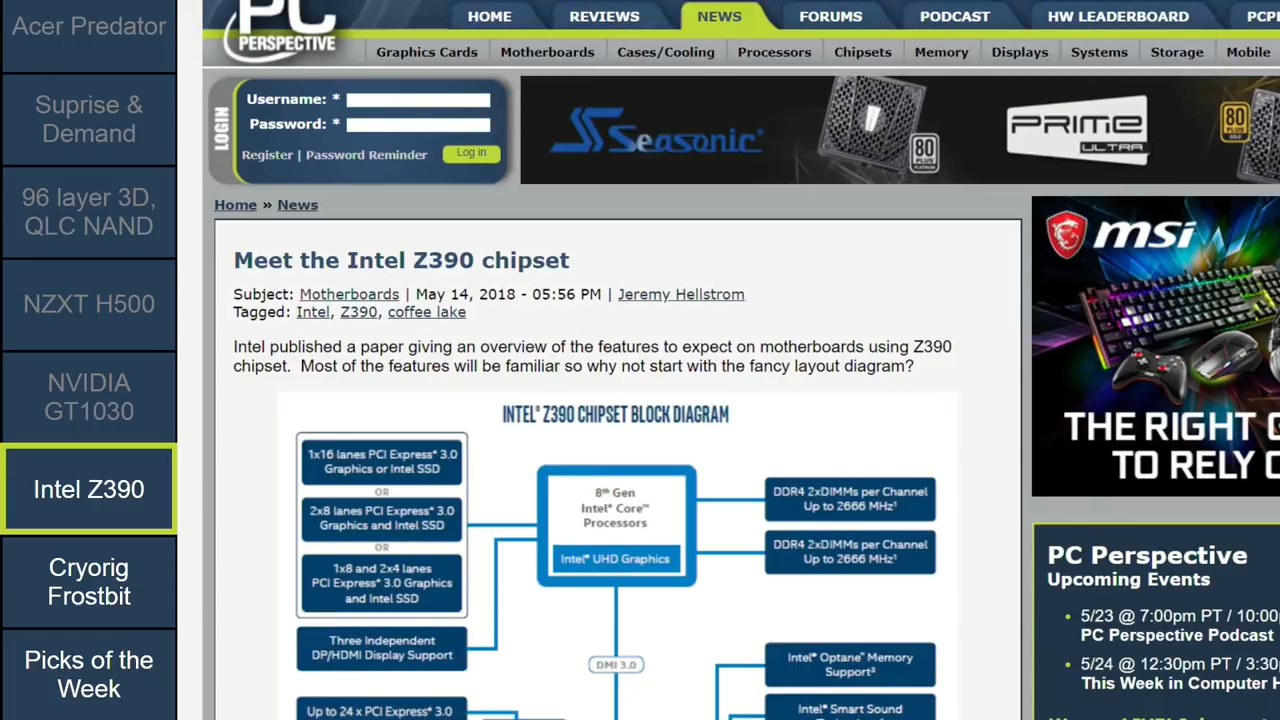 Acer Predator
Suprise &
Demand
96 layer 3D,
QLC NAND
NZXT H500
NVIDIA
GT1030
Intel Z390
Cryorig
Frostbit
Picks of the
Week
PC
PERSPECTIVE
HOME
REVIEWS
NEWS
FORUMS
PODCAST
HW LEADERBOARD
Graphics Cards
Motherboards
Cases/Cooling
Processors
Chipsets
Memory
Displays
Systems
Storage
Mobile
LOGIN
Username: *
Password: *
Register | Password Reminder
Log in
Seasonic
80
PLUS
PLATINUM
PRIME
ULTRA
80
PLUS
GOLD
Home » News
Meet the Intel Z390 chipset
Subject: Motherboards | May 14, 2018 - 05:56 PM | Jeremy Hellstrom
Tagged: Intel, Z390, coffee lake
Intel published a paper giving an overview of the features to expect on motherboards using Z390
chipset. Most of the features will be familiar so why not start with the fancy layout diagram?
INTEL® Z390 CHIPSET BLOCK DIAGRAM
1x16 lanes PCI Express* 3.0
Graphics or Intel SSD
OR
2x8 lanes PCI Express* 3.0
Graphics and Intel SSD
OR
1x8 and 2x4 lanes
PCI Express* 3.0 Graphics
and Intel SSD
Three Independent
DP/HDMI Display Support
Up to 24 x PCI Express* 3.0
8th Gen
Intel® Core™
Processors
Intel® UHD Graphics
DMI 3.0
DDR4 2xDIMMs per Channel
Up to 2666 MHz¹
DDR4 2xDIMMs per Channel
Up to 2666 MHz¹
Intel® Optane™ Memory
Support³
Intel® Smart Sound
msi
THE RIGHT
TO RELY
PC Perspective
Upcoming Events
5/23 @ 7:00pm PT / 10:00
PC Perspective Podcast
5/24 @ 12:30pm PT / 3:30
This Week in Computer